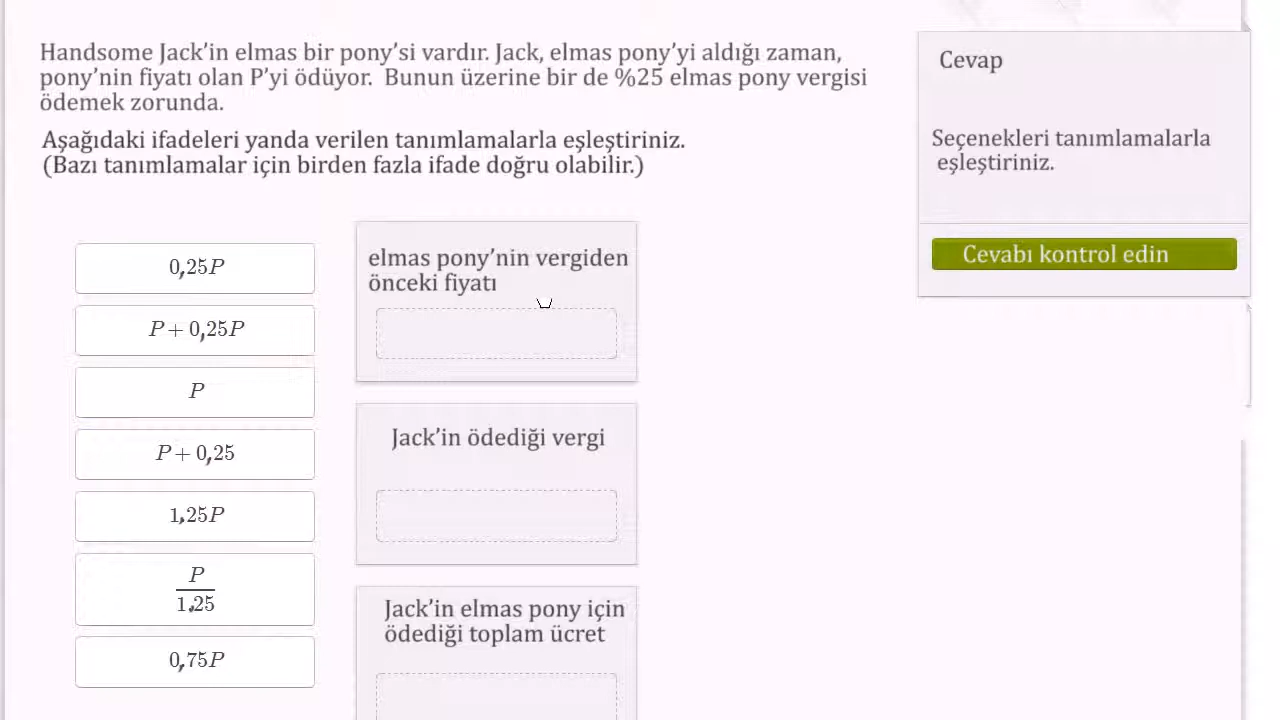 Handsome Jack'in elmas bir pony'si vardır. Jack, elmas pony'yi aldığı zaman,
pony'nin fiyatı olan P'yi ödüyor. Bunun üzerine bir de %25 elmas pony vergisi
ödemek zorunda.
Aşağıdaki ifadeleri yanda verilen tanımlamalarla eşleştiriniz.
(Bazı tanımlamalar için birden fazla ifade doğru olabilir.)
0,25P
P + 0,25P
P
P + 0,25
1,25P
P
1,25
0,75P
elmas pony'nin vergiden
önceki fiyatı
Jack'in ödediği vergi
Jack'in elmas pony için
ödediği toplam ücret
Cevap
Seçenekleri tanımlamalarla
eşleştiriniz.
Cevabı kontrol edin